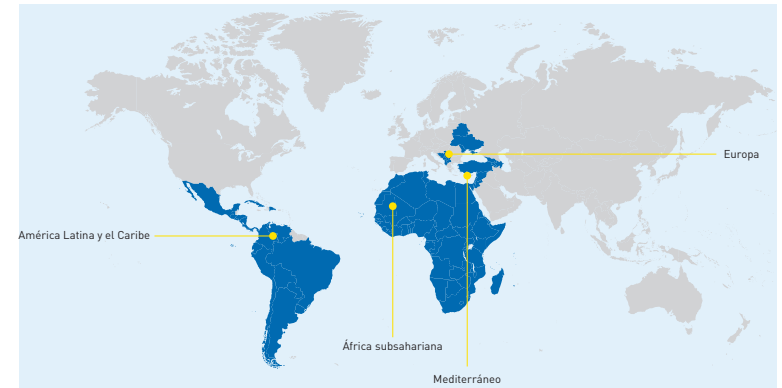 Europa
América Latina y el Caribe
África subsahariana
Mediterráneo